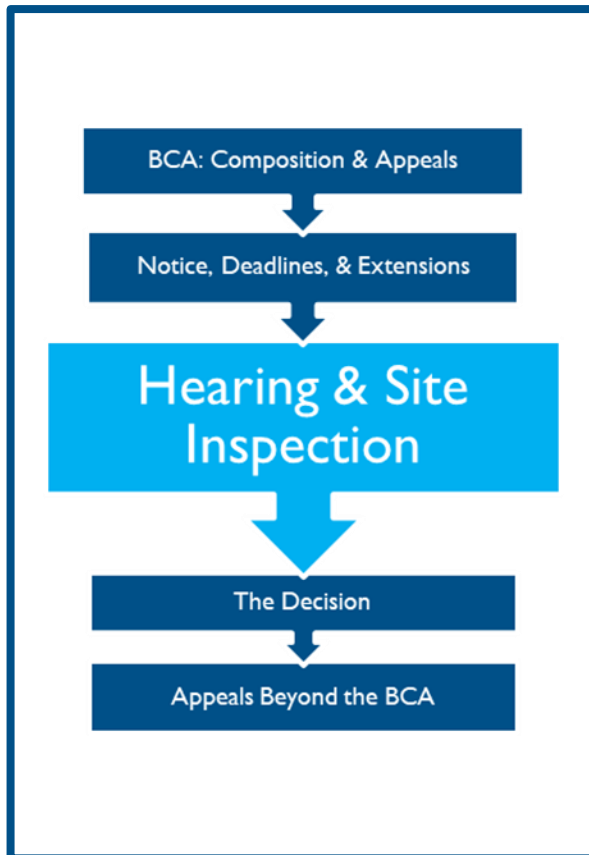 BCA: Composition & Appeals
Notice, Deadlines, & Extensions
Hearing & Site
Inspection
The Decision
Appeals Beyond the BCA